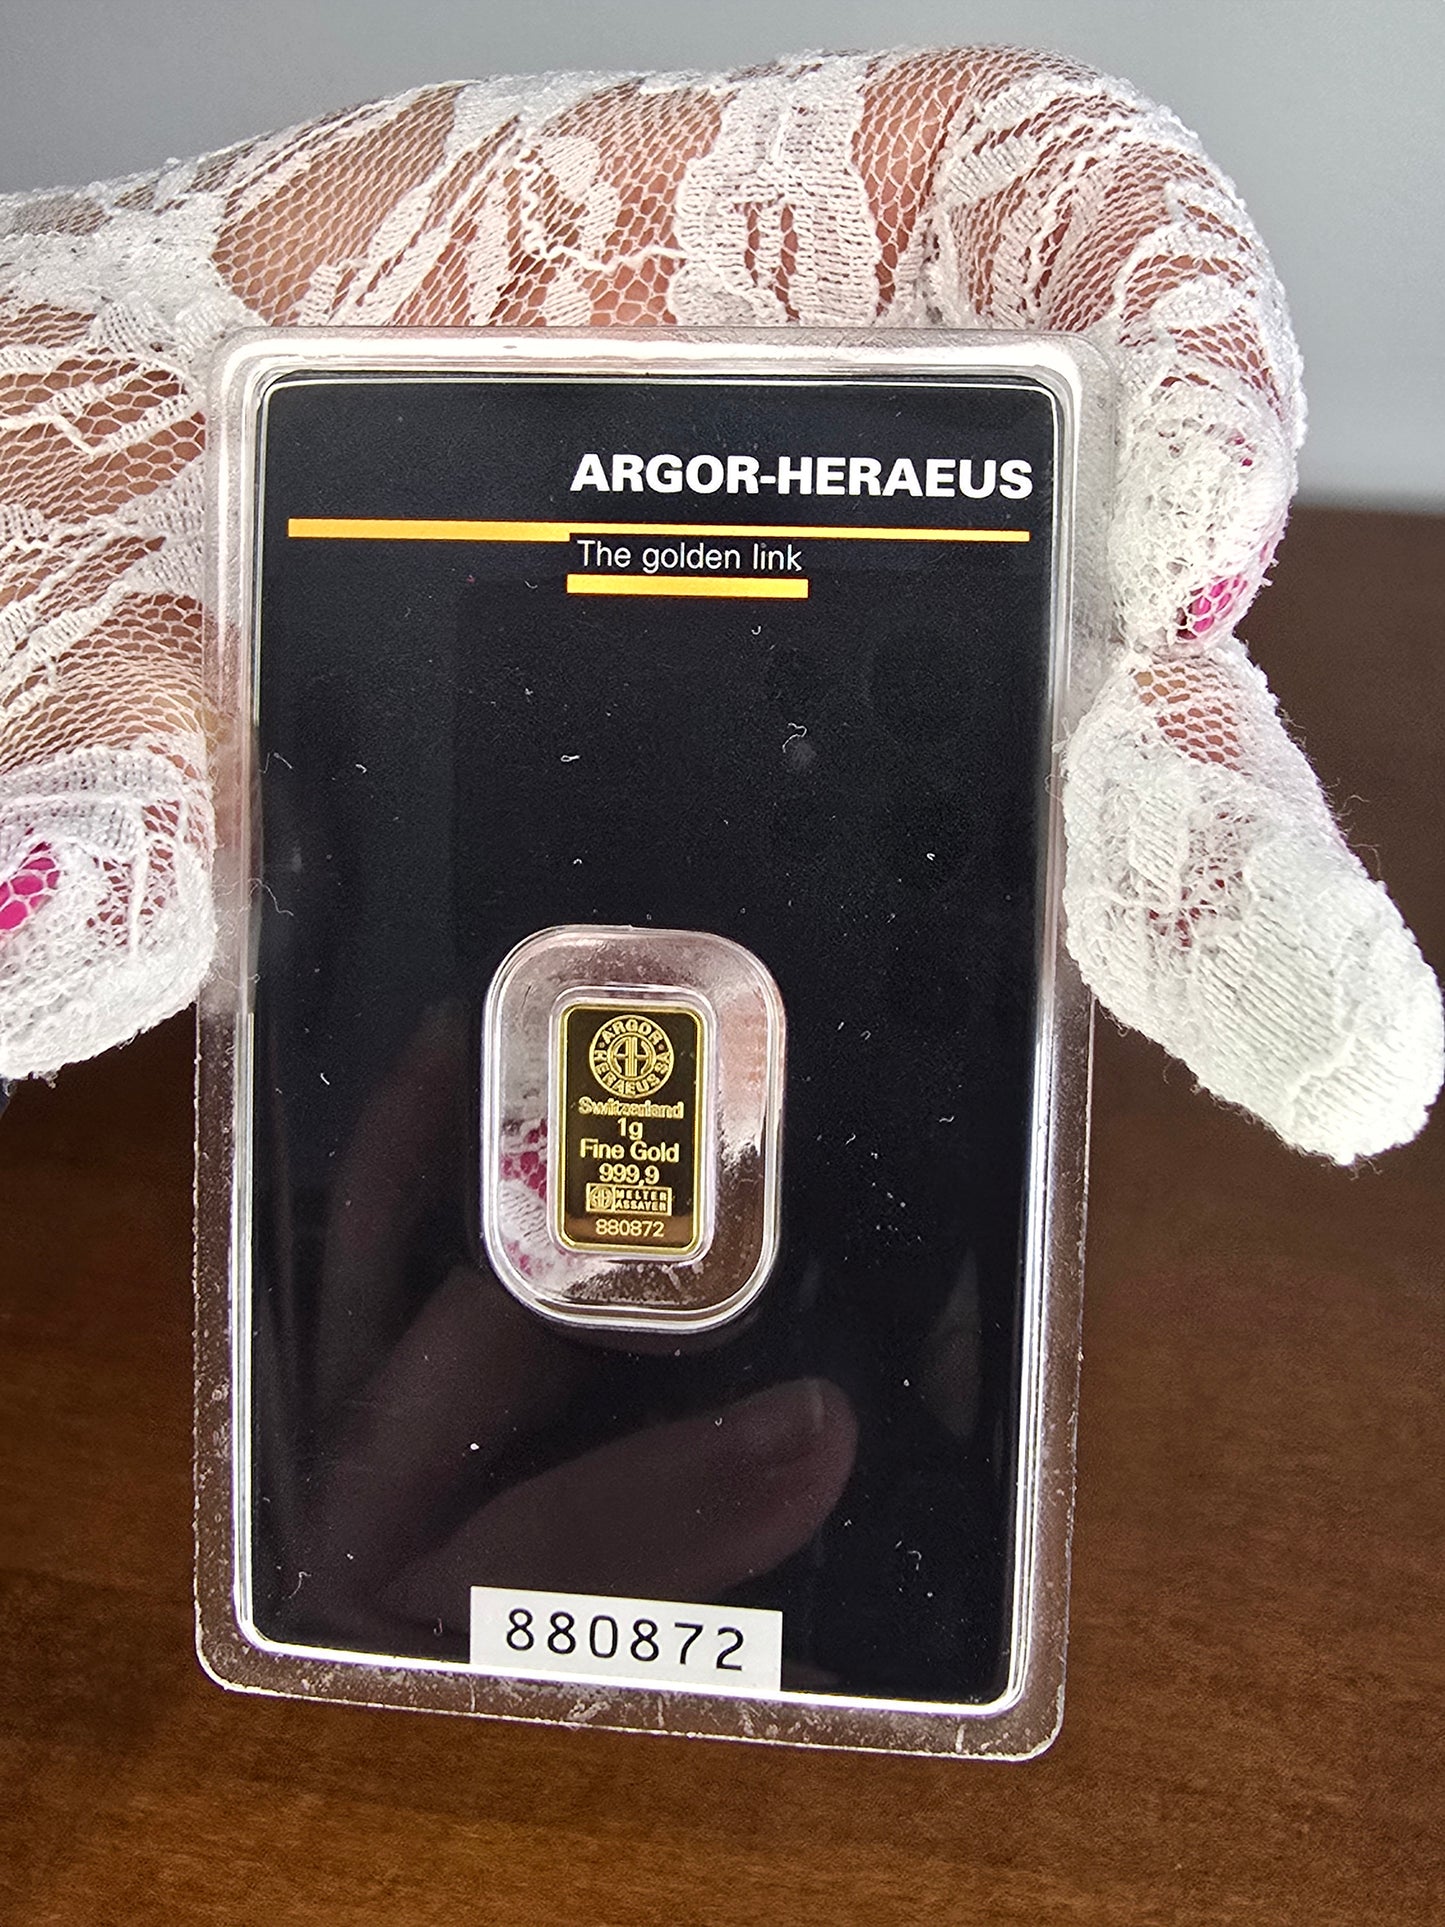 ARGOR-HERAEUS
The golden link
ARGOR HERAEUS SA
Switzerland
1g
Fine Gold
999,9
MELTER
ASSAYER
880872
880872